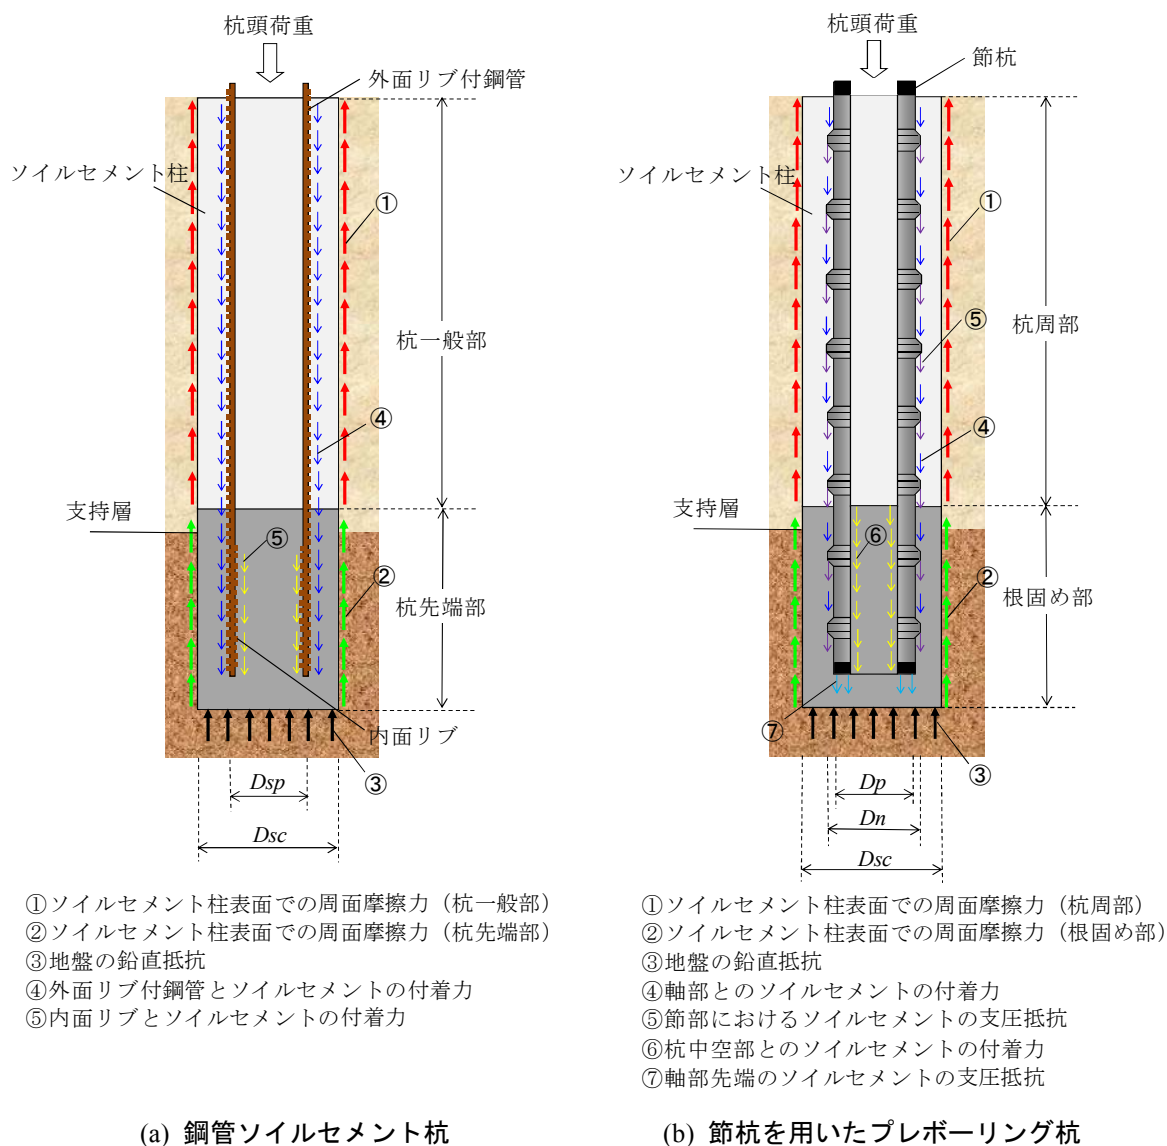 杭頭荷重
外面リブ付鋼管
ソイルセメント柱
①
杭一般部
④
支持層
⑤
②
杭先端部
内面リブ
③
Dsp
Dsc
①ソイルセメント柱表面での周面摩擦力（杭一般部）
②ソイルセメント柱表面での周面摩擦力（杭先端部）
③地盤の鉛直抵抗
④外面リブ付鋼管とソイルセメントの付着力
⑤内面リブとソイルセメントの付着力
(a) 鋼管ソイルセメント杭
杭頭荷重
節杭
ソイルセメント柱
①
⑤
杭周部
④
支持層
⑥
②
根固め部
⑦
③
Dp
Dn
Dsc
①ソイルセメント柱表面での周面摩擦力（杭周部）
②ソイルセメント柱表面での周面摩擦力（根固め部）
③地盤の鉛直抵抗
④軸部とのソイルセメントの付着力
⑤節部におけるソイルセメントの支圧抵抗
⑥杭中空部とのソイルセメントの付着力
⑦軸部先端のソイルセメントの支圧抵抗
(b) 節杭を用いたプレボーリング杭